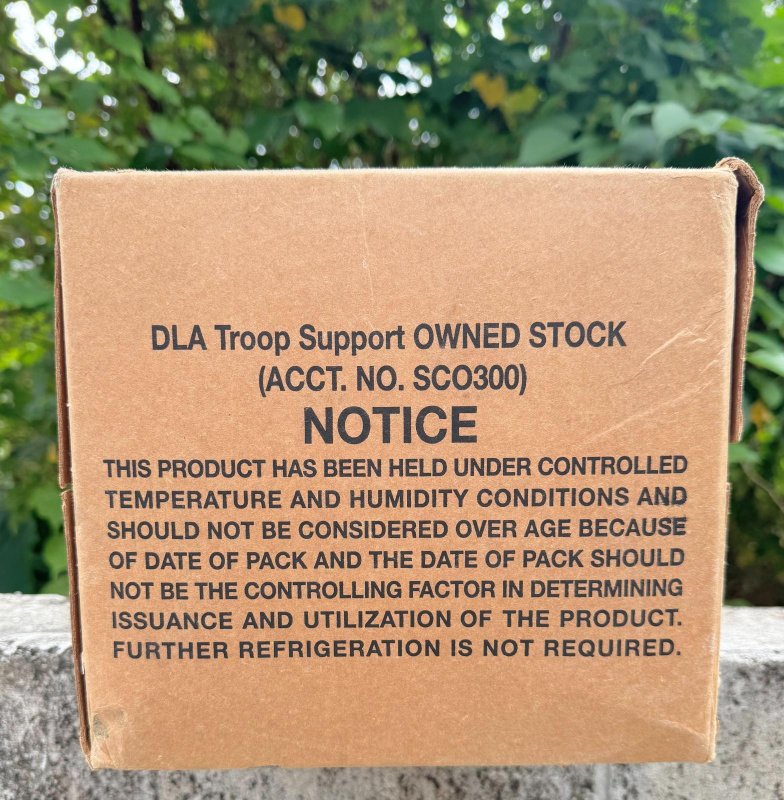 DLA Troop Support OWNED STOCK
(ACCT. NO. SCO300)
NOTICE
THIS PRODUCT HAS BEEN HELD UNDER CONTROLLED
TEMPERATURE AND HUMIDITY CONDITIONS AND
SHOULD NOT BE CONSIDERED OVER AGE BECAUSE
OF DATE OF PACK AND THE DATE OF PACK SHOULD
NOT BE THE CONTROLLING FACTOR IN DETERMINING
ISSUANCE AND UTILIZATION OF THE PRODUCT.
FURTHER REFRIGERATION IS NOT REQUIRED.